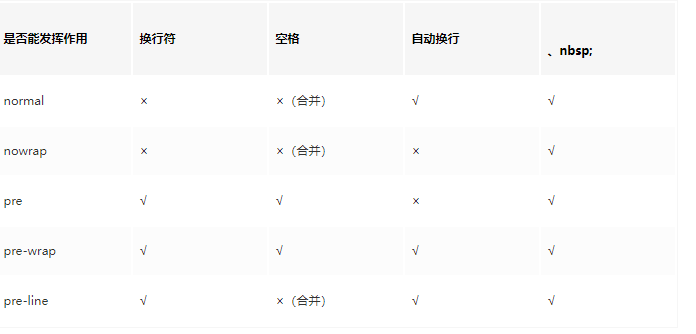 是否能发挥作用 换行符 空格 自动换行 、nbsp;
normal × ×（合并） √ √
nowrap × ×（合并） × √
pre √ √ × √
pre-wrap √ √ √ √
pre-line √ ×（合并） √ √